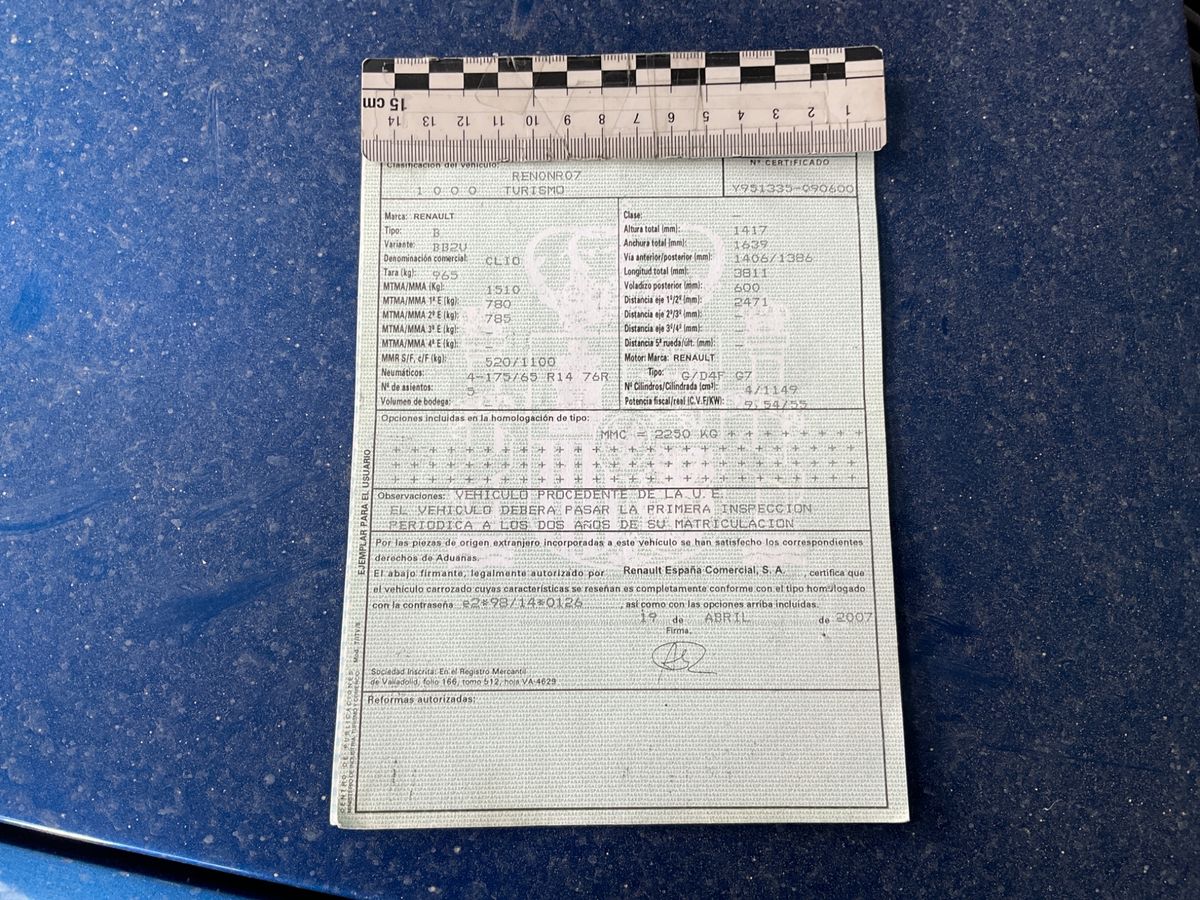 15 cm 14 13 12 11 10 9 8 7 6 5 4 3 2 1
Clasificación del vehículo:
RENONR07
1 0 0 0 TURISMO
Nº CERTIFICADO
Y951335-090600
Marca: RENAULT
Tipo: B
Variante: BB2U
Denominación comercial: CLIO
Tara (kg): 965
MTMA/MMA (Kg): 1510
MTMA/MMA 1º E (kg): 780
MTMA/MMA 2º E (kg): 785
MTMA/MMA 3º E (kg): -
MTMA/MMA 4º E (kg): -
MMR S/F, c/F (kg): 520/1100
Neumáticos: 4-175/65 R14 76R
Nº de asientos: 5
Volumen de bodega: -
Clase: -
Altura total (mm): 1417
Anchura total (mm): 1639
Vía anterior/posterior (mm): 1406/1386
Longitud total (mm): 3811
Voladizo posterior (mm): 600
Distancia eje 1º/2º (mm): 2471
Distancia eje 2º/3º (mm): -
Distancia eje 3º/4º (mm): -
Distancia 5ª rueda/últ. (mm): -
Motor: Marca: RENAULT
Tipo: G/D4F G7
Nº Cilindros/Cilindrada (cm³): 4/1149
Potencia fiscal/real (C.V.F/KW): 9,54/55
Opciones incluidas en la homologación de tipo:
MMC = 2250 KG + + + + + + + +
+ + + + + + + + + + + + + + + + + + + + + + + + + +
+ + + + + + + + + + + + + + + + + + + + + + + + + +
+ + + + + + + + + + + + + + + + + + + + + + + + + +
Observaciones: VEHICULO PROCEDENTE DE LA U.E.
EL VEHICULO DEBERA PASAR LA PRIMERA INSPECCION
PERIODICA A LOS DOS AÑOS DE SU MATRICULACION
Por las piezas de origen extranjero incorporadas a este vehículo se han satisfecho los correspondientes
derechos de Aduanas.
El abajo firmante, legalmente autorizado por Renault España Comercial, S. A. , certifica que
el vehículo carrozado cuyas características se reseñan es completamente conforme con el tipo homologado
con la contraseña e2*98/14*0126 , así como con las opciones arriba incluidas.
19 de ABRIL de 2007
Firma,
Sociedad Inscrita: En el Registro Mercantil
de Valladolid, folio 166, tomo 512, hoja VA-4629
Reformas autorizadas:
EJEMPLAR PARA EL USUARIO
CENTRO DE PUBLICACIONES
MINISTERIO DE INDUSTRIA, TURISMO Y COMERCIO